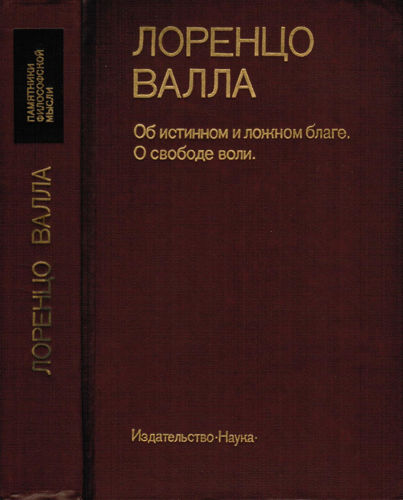 ПАМЯТНИКИ
ФИЛОСОФСКОЙ
МЫСЛИ
ЛОРЕНЦО ВАЛЛА
ЛОРЕНЦО
ВАЛЛА
Об истинном и ложном благе.
О свободе воли.
Издательство·Наука·